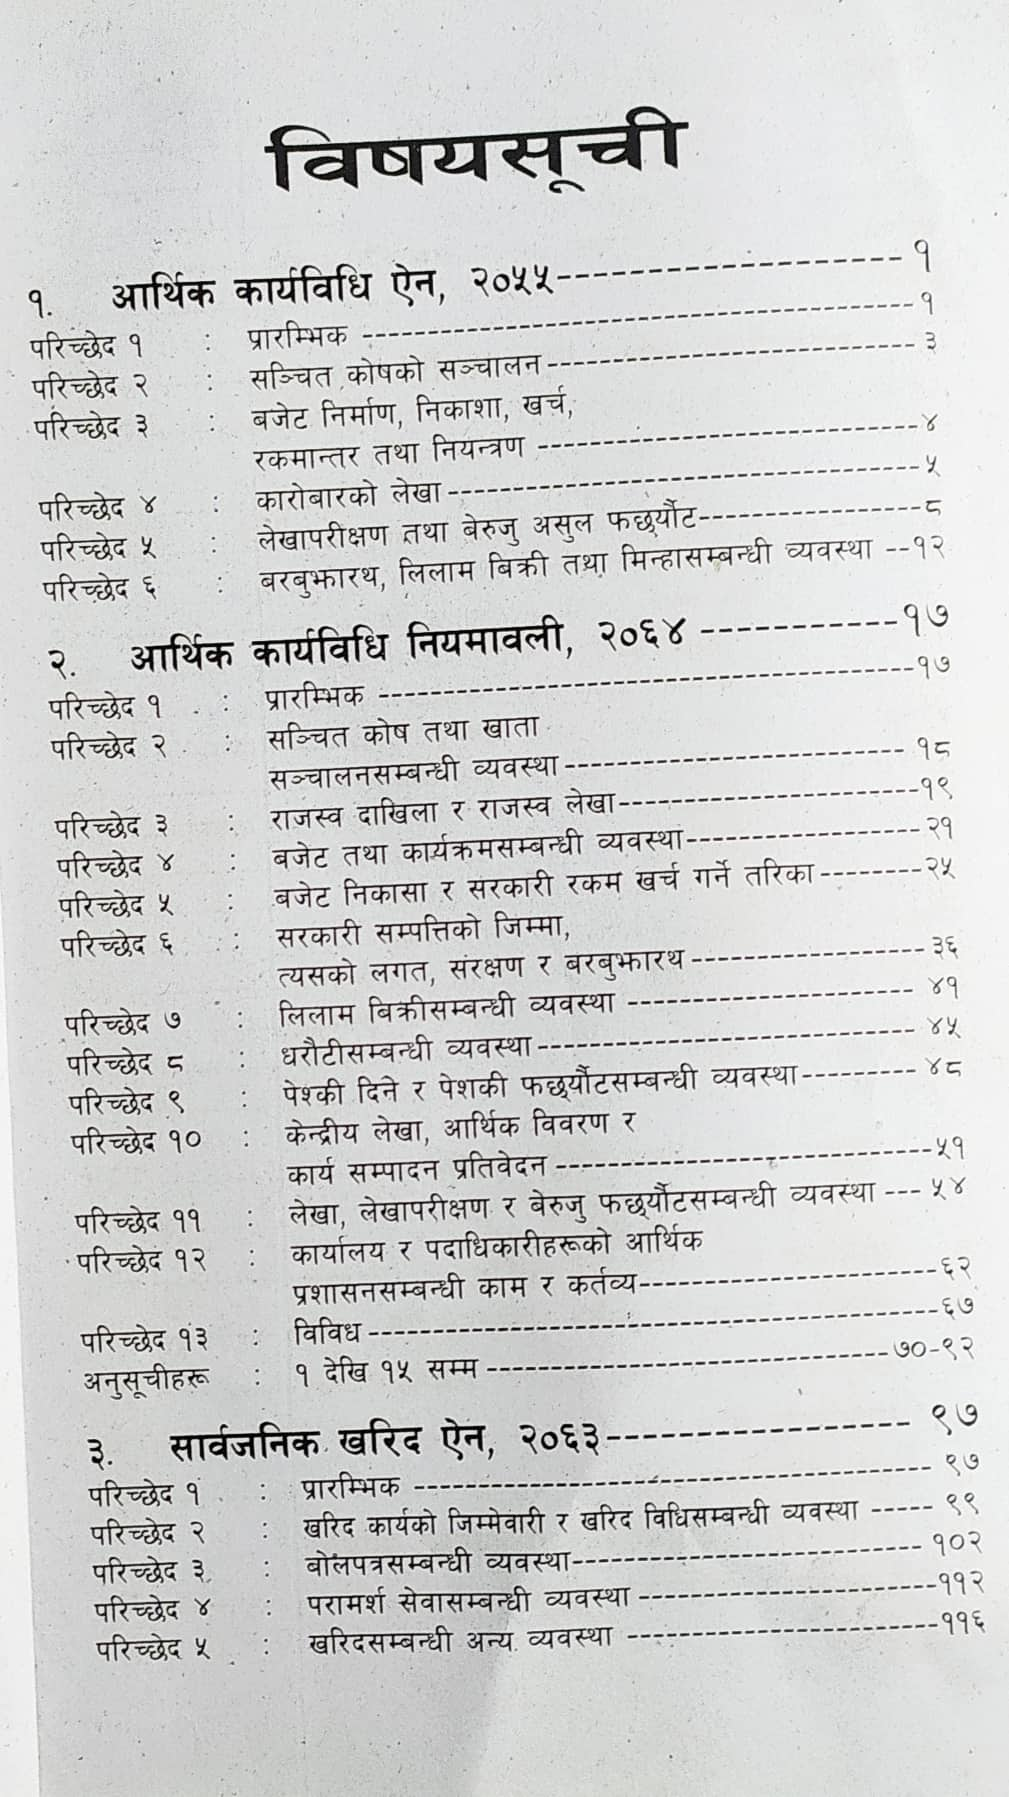 विषयसूची
१. आर्थिक कार्यविधि ऐन, २०५५------------------- १
परिच्छेद १ : प्रारम्भिक ------------------------------------------ १
परिच्छेद २ : सञ्चित कोषको सञ्चालन---------------------------- ३
परिच्छेद ३ : बजेट निर्माण, निकाशा, खर्च,
रकमान्तर तथा नियन्त्रण -----------------------------४
परिच्छेद ४ : कारोबारको लेखा------------------------------------ ५
परिच्छेद ५ : लेखापरीक्षण तथा बेरुजु असुल फछ्र्यौट-----------------८
परिच्छेद ६ : बरबुझारथ, लिलाम बिक्री तथा मिन्हासम्बन्धी व्यवस्था --१२
२. आर्थिक कार्यविधि नियमावली, २०६४ -----------१७
परिच्छेद १ : प्रारम्भिक -----------------------------------------१७
परिच्छेद २ : सञ्चित कोष तथा खाता
सञ्चालनसम्बन्धी व्यवस्था-------------------------- १८
परिच्छेद ३ : राजस्व दाखिला र राजस्व लेखा-----------------------१९
परिच्छेद ४ : बजेट तथा कार्यक्रमसम्बन्धी व्यवस्था------------------ २१
परिच्छेद ५ : बजेट निकासा र सरकारी रकम खर्च गर्ने तरिका--------२५
परिच्छेद ६ : सरकारी सम्पत्तिको जिम्मा,
त्यसको लगत, संरक्षण र बरबुझारथ------------------ ३६
परिच्छेद ७ : लिलाम बिक्रीसम्बन्धी व्यवस्था ---------------------- ४१
परिच्छेद ८ : धरौटीसम्बन्धी व्यवस्था----------------------------- ४५
परिच्छेद ९ : पेश्की दिने र पेशकी फछ्र्यौटसम्बन्धी व्यवस्था--------- ४८
परिच्छेद १० : केन्द्रीय लेखा, आर्थिक विवरण र
कार्य सम्पादन प्रतिवेदन-----------------------------५१
परिच्छेद ११ : लेखा, लेखापरीक्षण र बेरुजु फछ्र्यौटसम्बन्धी व्यवस्था --- ५४
परिच्छेद १२ : कार्यालय र पदाधिकारीहरूको आर्थिक
प्रशासनसम्बन्धी काम र कर्तव्य-----------------------६२
परिच्छेद १३ : विविध--------------------------------------------६७
अनुसूचीहरू : १ देखि १५ सम्म -------------------------------७०-९२
३. सार्वजनिक खरिद ऐन, २०६३---------------- ९७
परिच्छेद १ : प्रारम्भिक --------------------------------------- ९७
परिच्छेद २ : खरिद कार्यको जिम्मेवारी र खरिद विधिसम्बन्धी व्यवस्था ----- ९९
परिच्छेद ३ : बोलपत्रसम्बन्धी व्यवस्था--------------------------- १०२
परिच्छेद ४ : परामर्श सेवासम्बन्धी व्यवस्था -----------------------११२
परिच्छेद ५ : खरिदसम्बन्धी अन्य व्यवस्था ------------------------११६